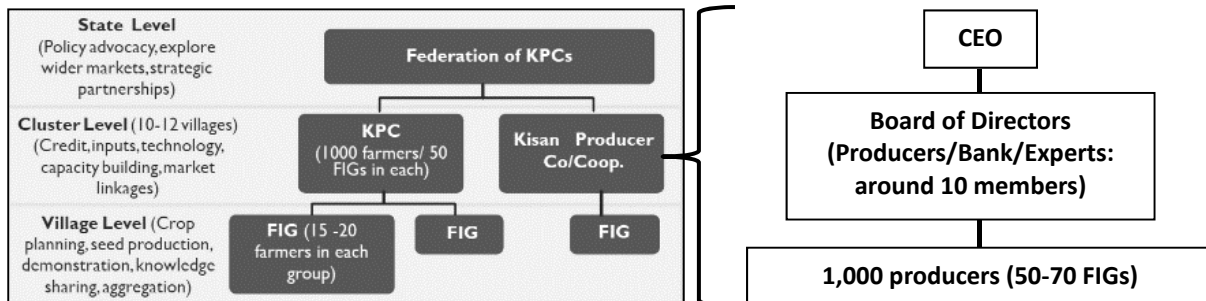 State Level
(Policy advocacy, explore
wider markets, strategic
partnerships)
Federation of KPCs
Cluster Level (10-12 villages)
(Credit, inputs, technology,
capacity building, market
linkages)
KPC
(1000 farmers/ 50
FIGs in each)
Kisan Producer
Co/Coop.
Village Level (Crop
planning, seed production,
demonstration, knowledge
sharing, aggregation)
FIG (15 -20
farmers in each
group)
FIG
FIG
CEO
Board of Directors
(Producers/Bank/Experts:
around 10 members)
1,000 producers (50-70 FIGs)